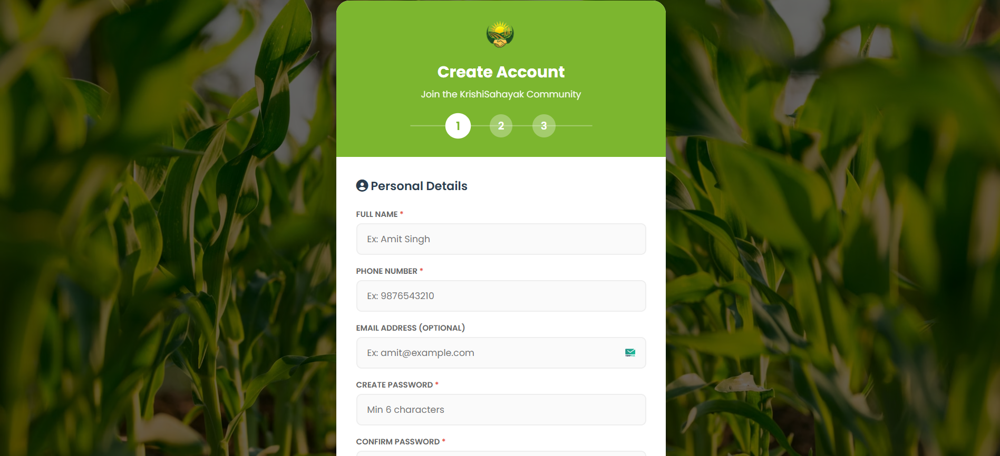 Create Account
Join the KrishiSahayak Community
1 2 3
Personal Details
FULL NAME *
Ex: Amit Singh
PHONE NUMBER *
Ex: 9876543210
EMAIL ADDRESS (OPTIONAL)
Ex: amit@example.com
CREATE PASSWORD *
Min 6 characters
CONFIRM PASSWORD *